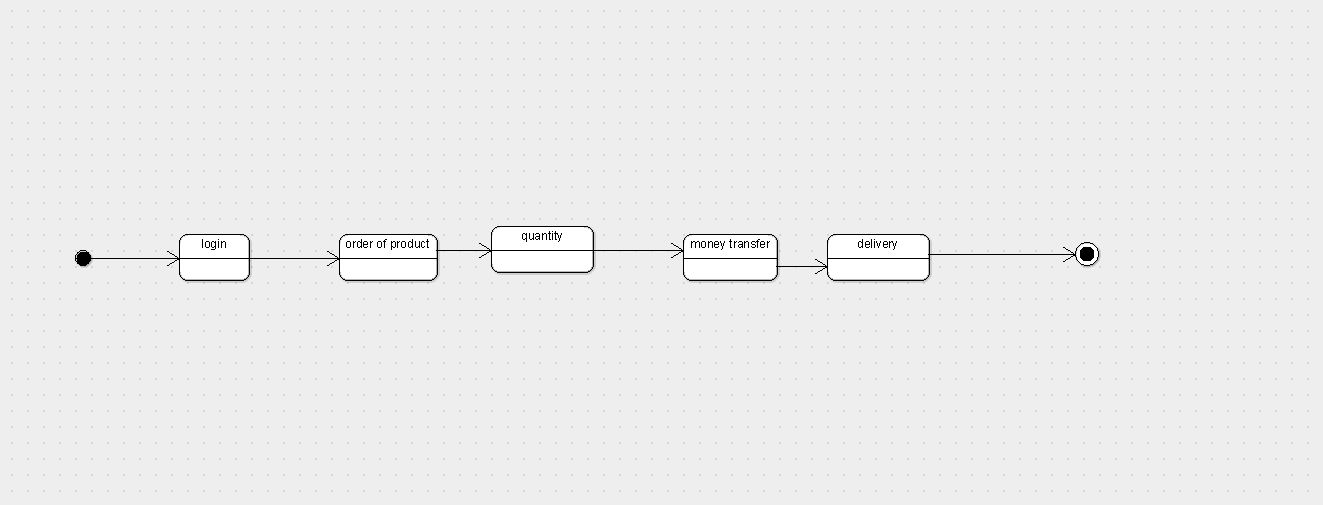 login
order of product
quantity
money transfer
delivery